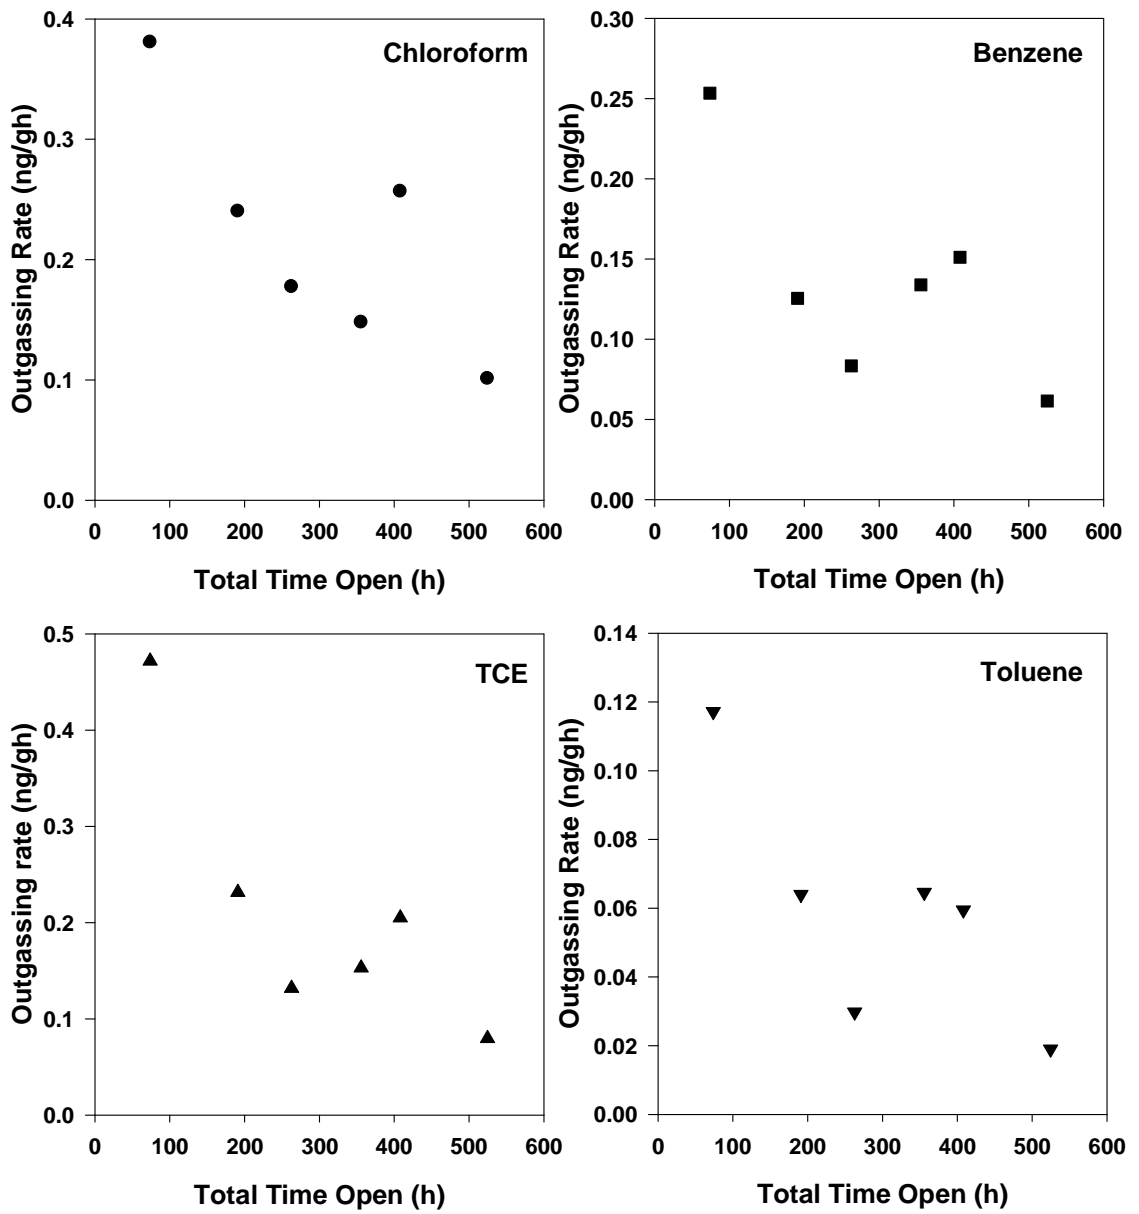 Chloroform
Outgassing Rate (ng/gh)
0.4
0.3
0.2
0.1
0.0
0 100 200 300 400 500 600
Total Time Open (h)
Benzene
Outgassing Rate (ng/gh)
0.30
0.25
0.20
0.15
0.10
0.05
0.00
0 100 200 300 400 500 600
Total Time Open (h)
TCE
Outgassing rate (ng/gh)
0.5
0.4
0.3
0.2
0.1
0.0
0 100 200 300 400 500 600
Total Time Open (h)
Toluene
Outgassing Rate (ng/gh)
0.14
0.12
0.10
0.08
0.06
0.04
0.02
0.00
0 100 200 300 400 500 600
Total Time Open (h)